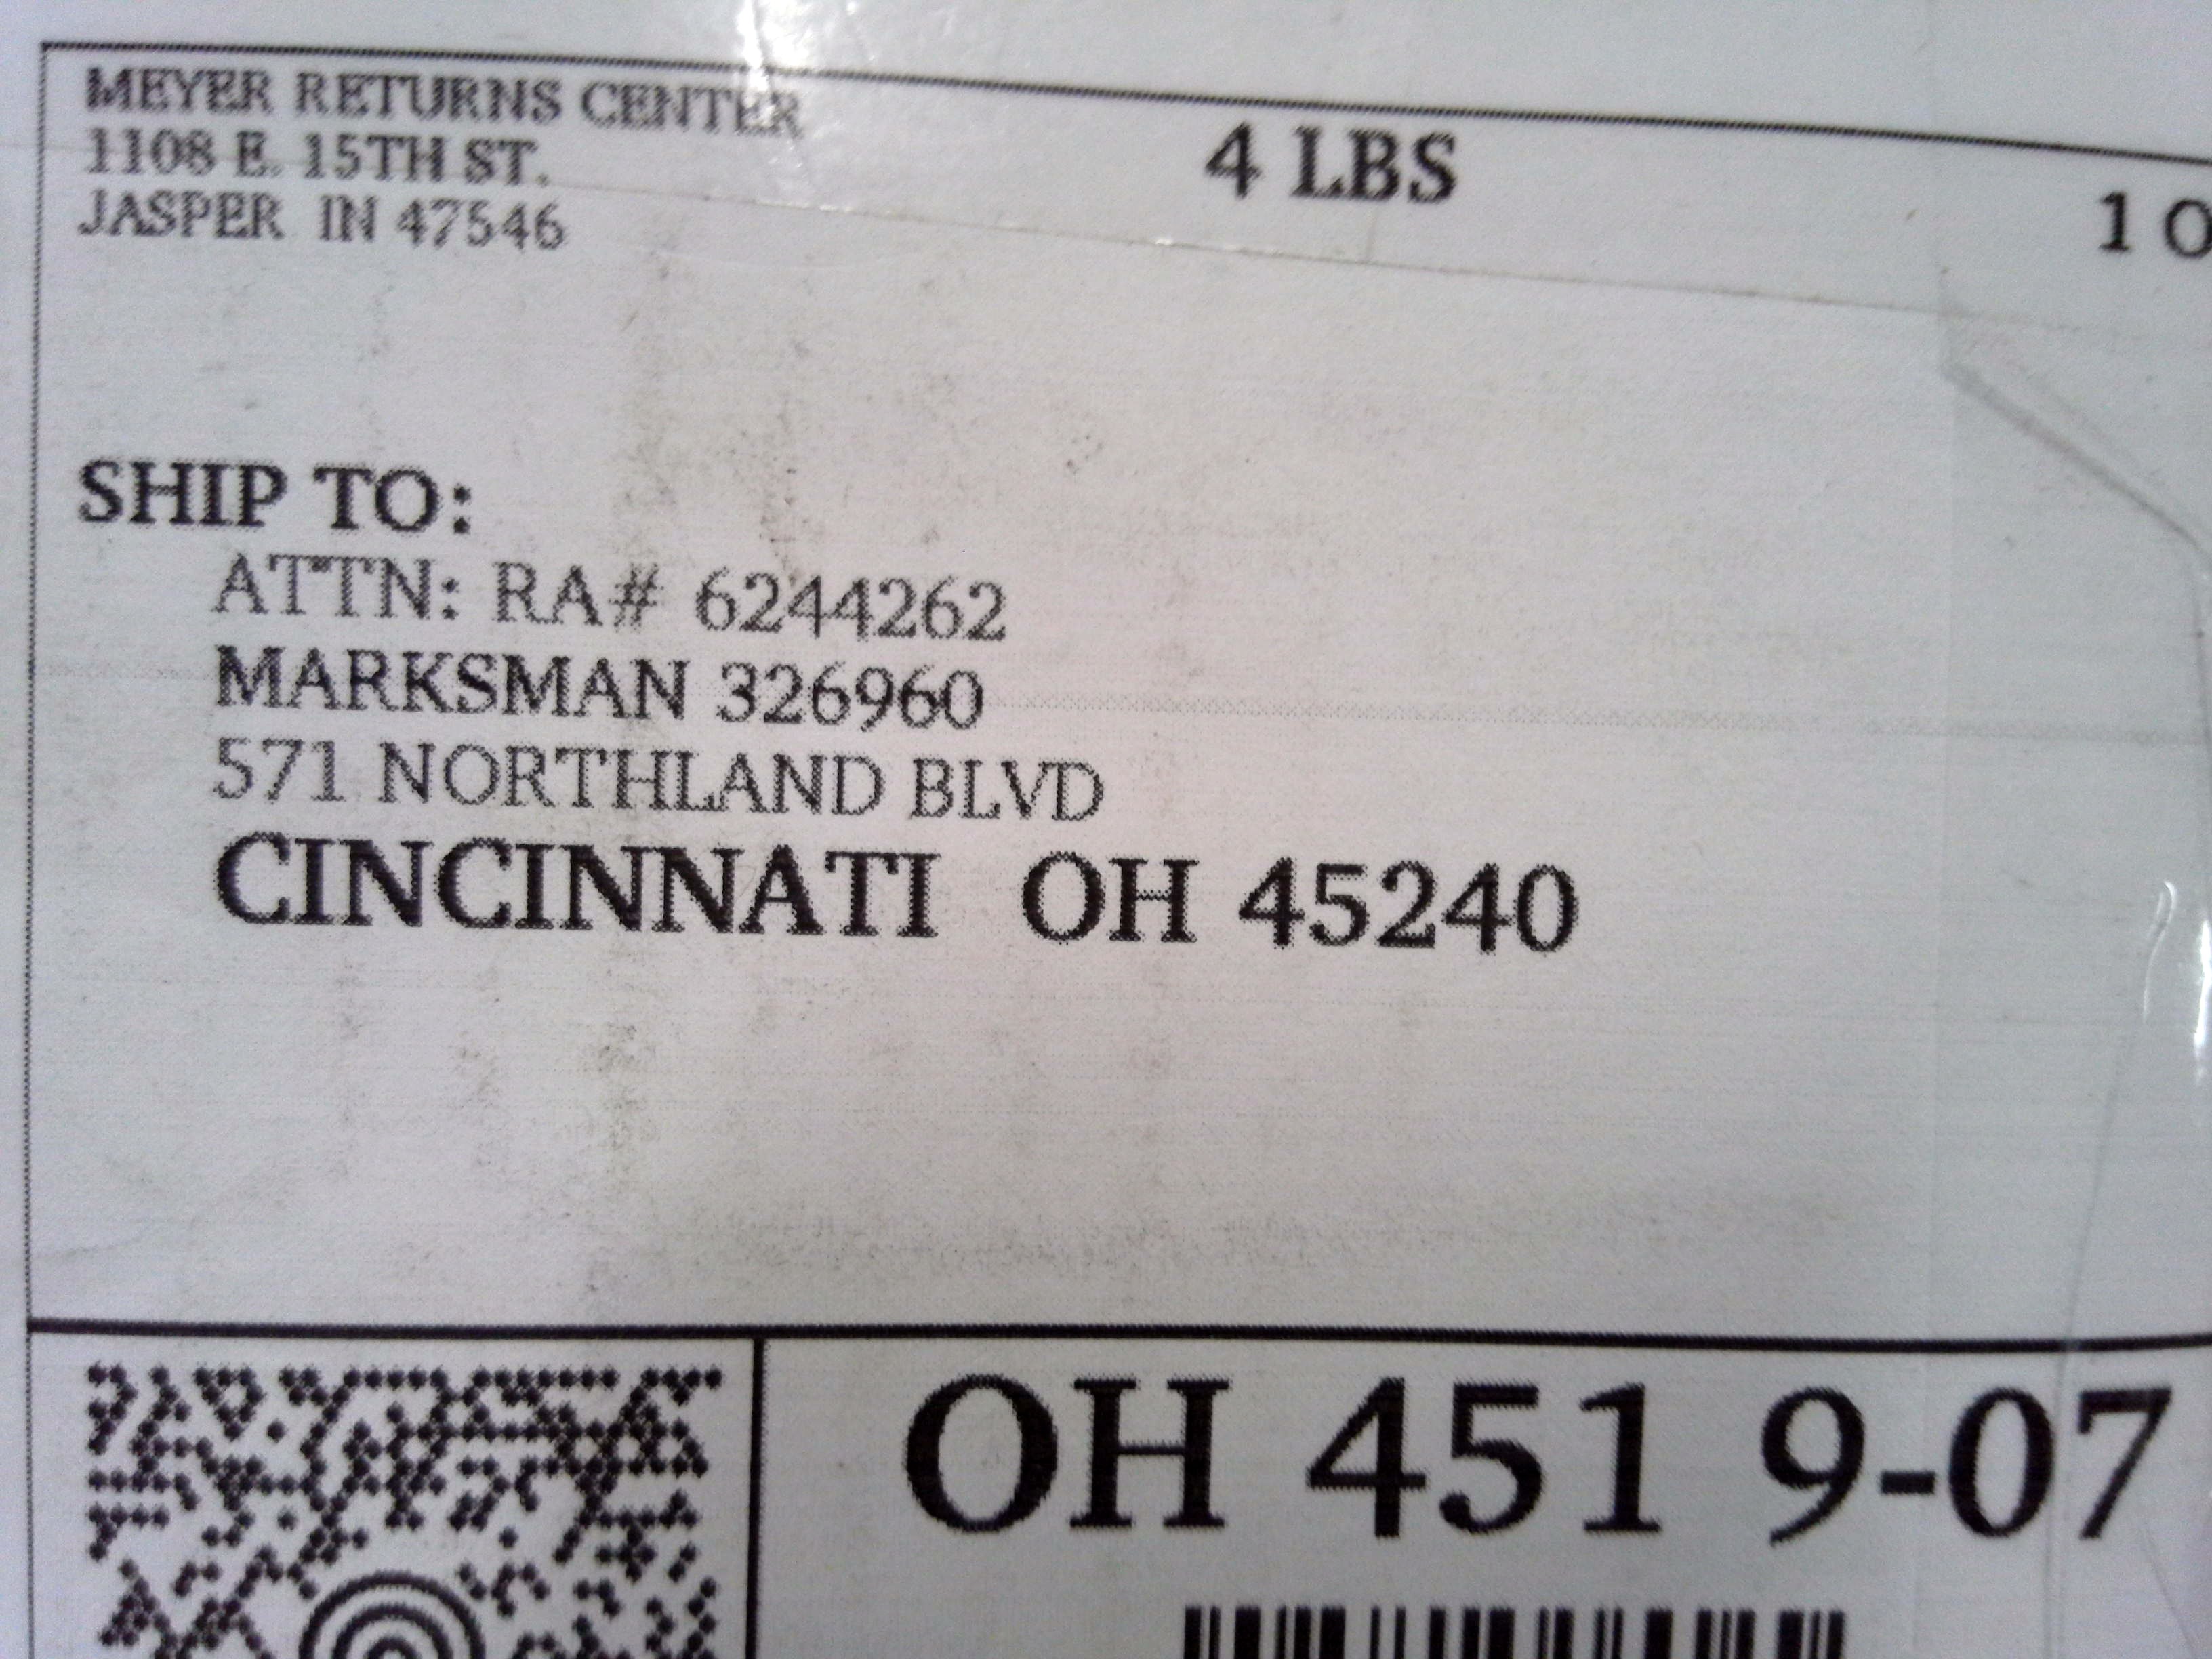 MEYER RETURNS CENTER
1108 E. 15TH ST.
JASPER IN 47546
4 LBS
1 O
SHIP TO:
ATTN: RA# 6244262
MARKSMAN 326960
571 NORTHLAND BLVD
CINCINNATI OH 45240
OH 451 9-07